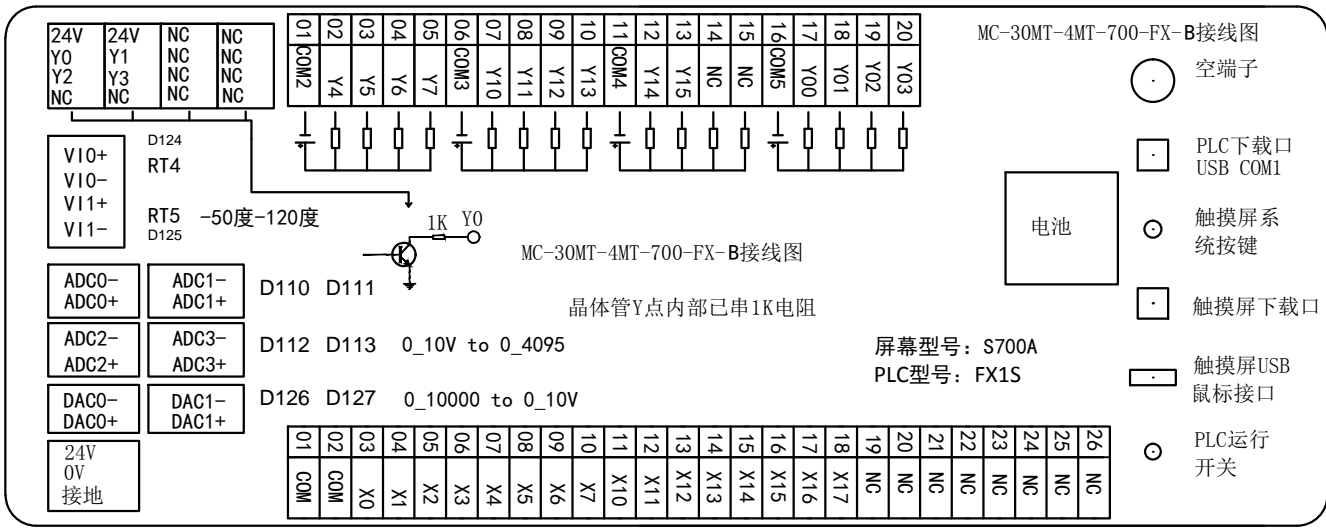 24V 24V NC NC
Y0 Y1 NC NC
Y2 Y3 NC NC
NC NC NC NC
01 02 03 04 05 06 07 08 09 10 11 12 13 14 15 16 17 18 19 20
COM2 Y4 Y5 Y6 Y7 COM3 Y10 Y11 Y12 Y13 COM4 Y14 Y15 NC NC COM5 Y00 Y01 Y02 Y03
MC-30MT-4MT-700-FX-B接线图
空端子
PLC下载口
USB COM1
触摸屏系
统按键
触摸屏下载口
触摸屏USB
鼠标接口
PLC运行
开关
电池
VI0+
VI0-
VI1+
VI1-
D124
RT4
RT5 -50度-120度
D125
1K Y0
MC-30MT-4MT-700-FX-B接线图
晶体管Y点内部已串1K电阻
ADC0- ADC1-
ADC0+ ADC1+
D110 D111
ADC2- ADC3-
ADC2+ ADC3+
D112 D113 0_10V to 0_4095
屏幕型号：S700A
PLC型号：FX1S
DAC0- DAC1-
DAC0+ DAC1+
D126 D127 0_10000 to 0_10V
24V
0V
接地
01 02 03 04 05 06 07 08 09 10 11 12 13 14 15 16 17 18 19 20 21 22 23 24 25 26
COM COM X0 X1 X2 X3 X4 X5 X6 X7 X10 X11 X12 X13 X14 X15 X16 X17 NC NC NC NC NC NC NC NC